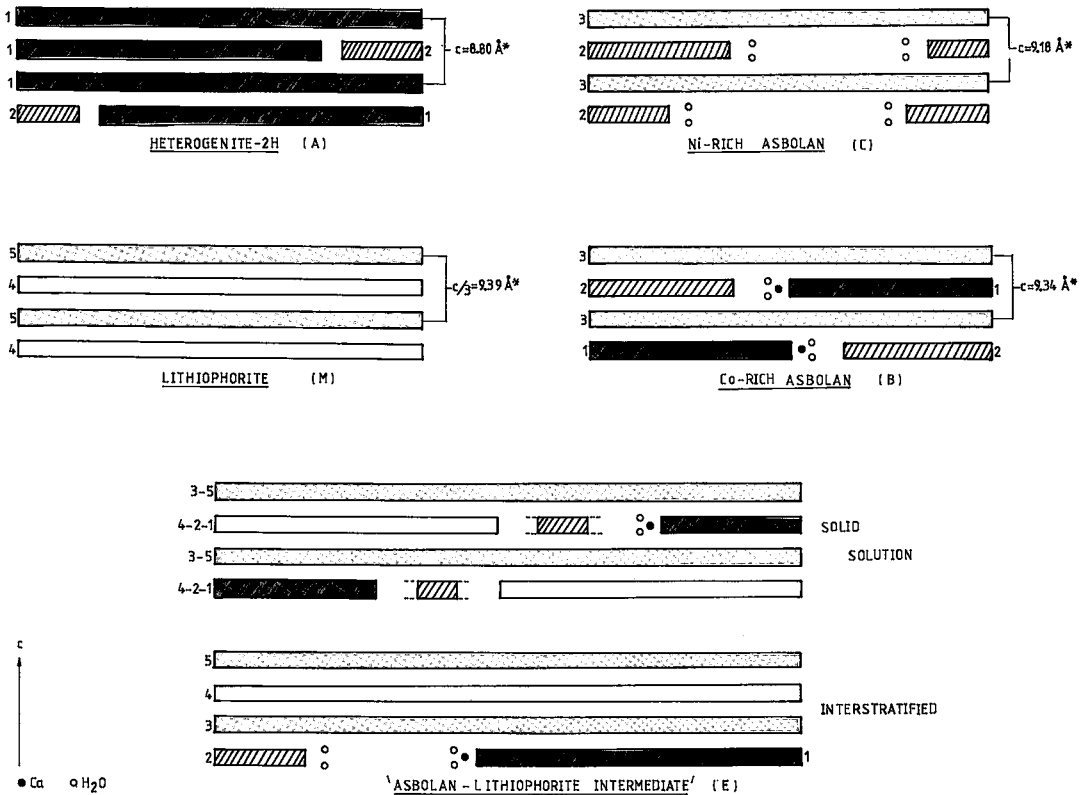 1
1 2 c=8.80 Å*
1
2 1
HETEROGENITE-2H (A)
3
2 c=9,18 Å*
3
2
Ni-RICH ASBOLAN (C)
5
4 c/3=9,39 Å*
5
4
LITHIOPHORITE (M)
3
2 1 c=9,34 Å*
3
1 2
Co-RICH ASBOLAN (B)
3-5
4-2-1 SOLID
3-5 SOLUTION
4-2-1
c
5
4 INTERSTRATIFIED
3
2 1
Ca H2O
'ASBOLAN - LITHIOPHORITE INTERMEDIATE' (E)